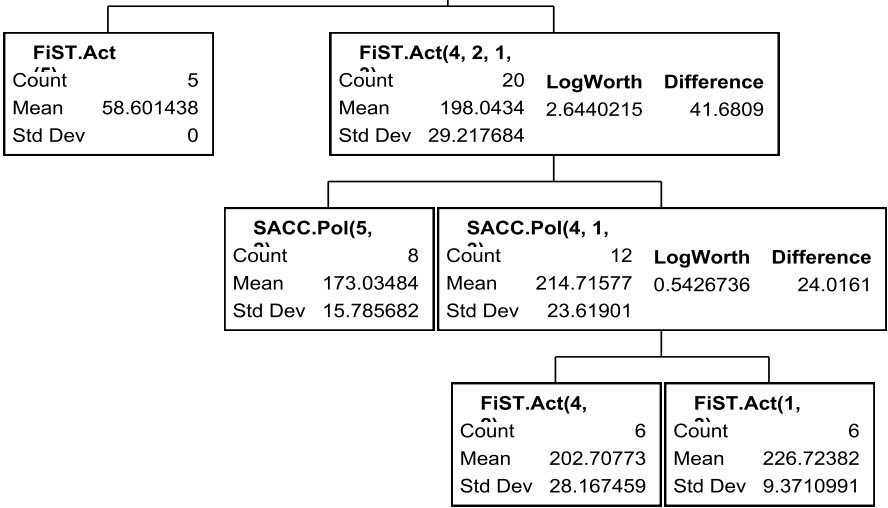 FiST.Act
Count 5
Mean 58.601438
Std Dev 0
FiST.Act(4, 2, 1,
Count 20 LogWorth Difference
Mean 198.0434 2.6440215 41.6809
Std Dev 29.217684
SACC.Pol(5,
Count 8
Mean 173.03484
Std Dev 15.785682
SACC.Pol(4, 1,
Count 12 LogWorth Difference
Mean 214.71577 0.5426736 24.0161
Std Dev 23.61901
FiST.Act(4,
Count 6
Mean 202.70773
Std Dev 28.167459
FiST.Act(1,
Count 6
Mean 226.72382
Std Dev 9.3710991